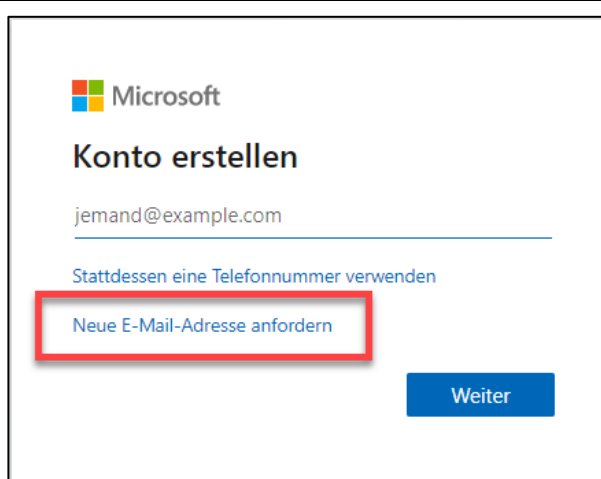 Microsoft
Konto erstellen
jemand@example.com
Stattdessen eine Telefonnummer verwenden
Neue E-Mail-Adresse anfordern
Weiter